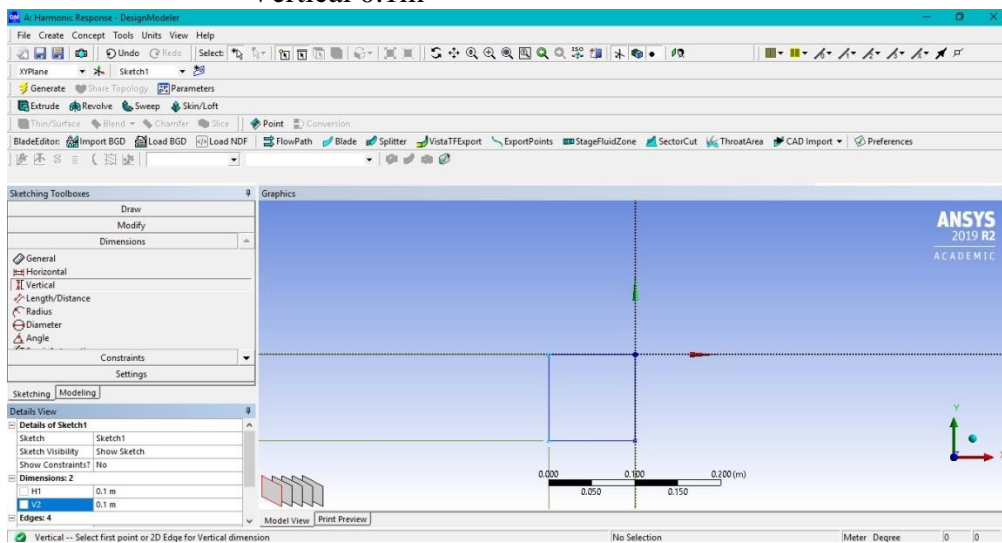 Vertical 0.1m
A: Harmonic Response - DesignModeler
File Create Concept Tools Units View Help
Undo Redo Select:
XYPlane Sketch1
Generate Share Topology Parameters
Extrude Revolve Sweep Skin/Loft
Thin/Surface Blend Chamfer Slice Point Conversion
BladeEditor: Import BGD Load BGD Load NDF FlowPath Blade Splitter VistaTFExport ExportPoints StageFluidZone SectorCut ThroatArea CAD Import Preferences
Sketching Toolboxes
Draw
Modify
Dimensions
General
Horizontal
Vertical
Length/Distance
Radius
Diameter
Angle
Constraints
Settings
Sketching Modeling
Details View
Details of Sketch1
Sketch Sketch1
Sketch Visibility Show Sketch
Show Constraints? No
Dimensions: 2
H1 0.1 m
V2 0.1 m
Edges: 4
Graphics
ANSYS
2019 R2
ACADEMIC
Y
X
0.000 0.100 0.200 (m)
0.050 0.150
Model View Print Preview
Vertical -- Select first point or 2D Edge for Vertical dimension No Selection Meter Degree 0 0